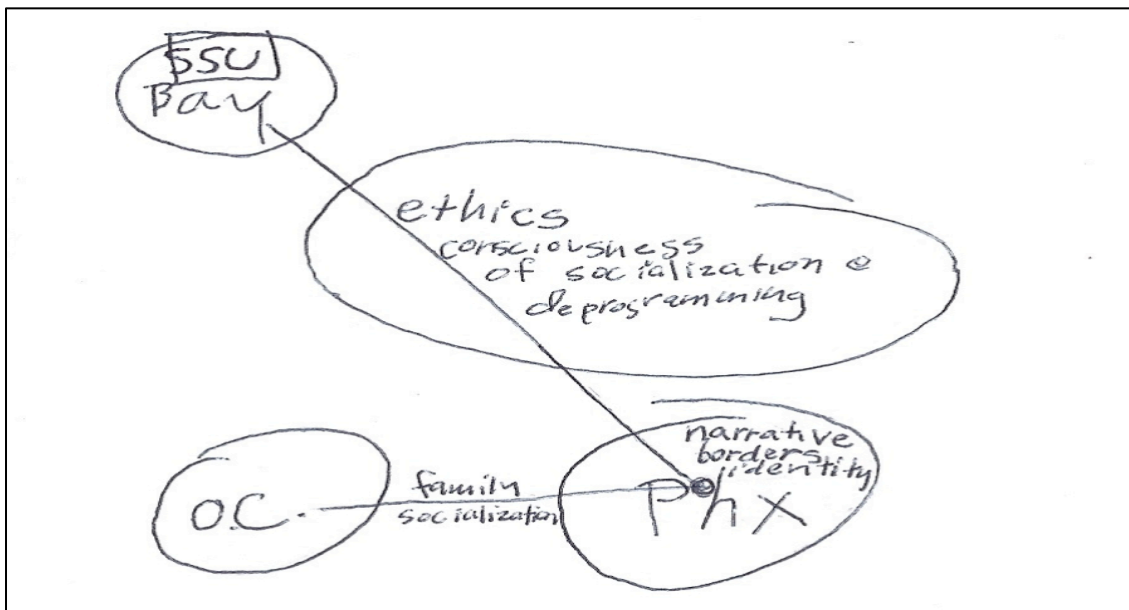 SSU
Bay
ethics
consciousness
of socialization @
deprogramming
narrative
borders
identity
O.C.
family
socialization
Phx